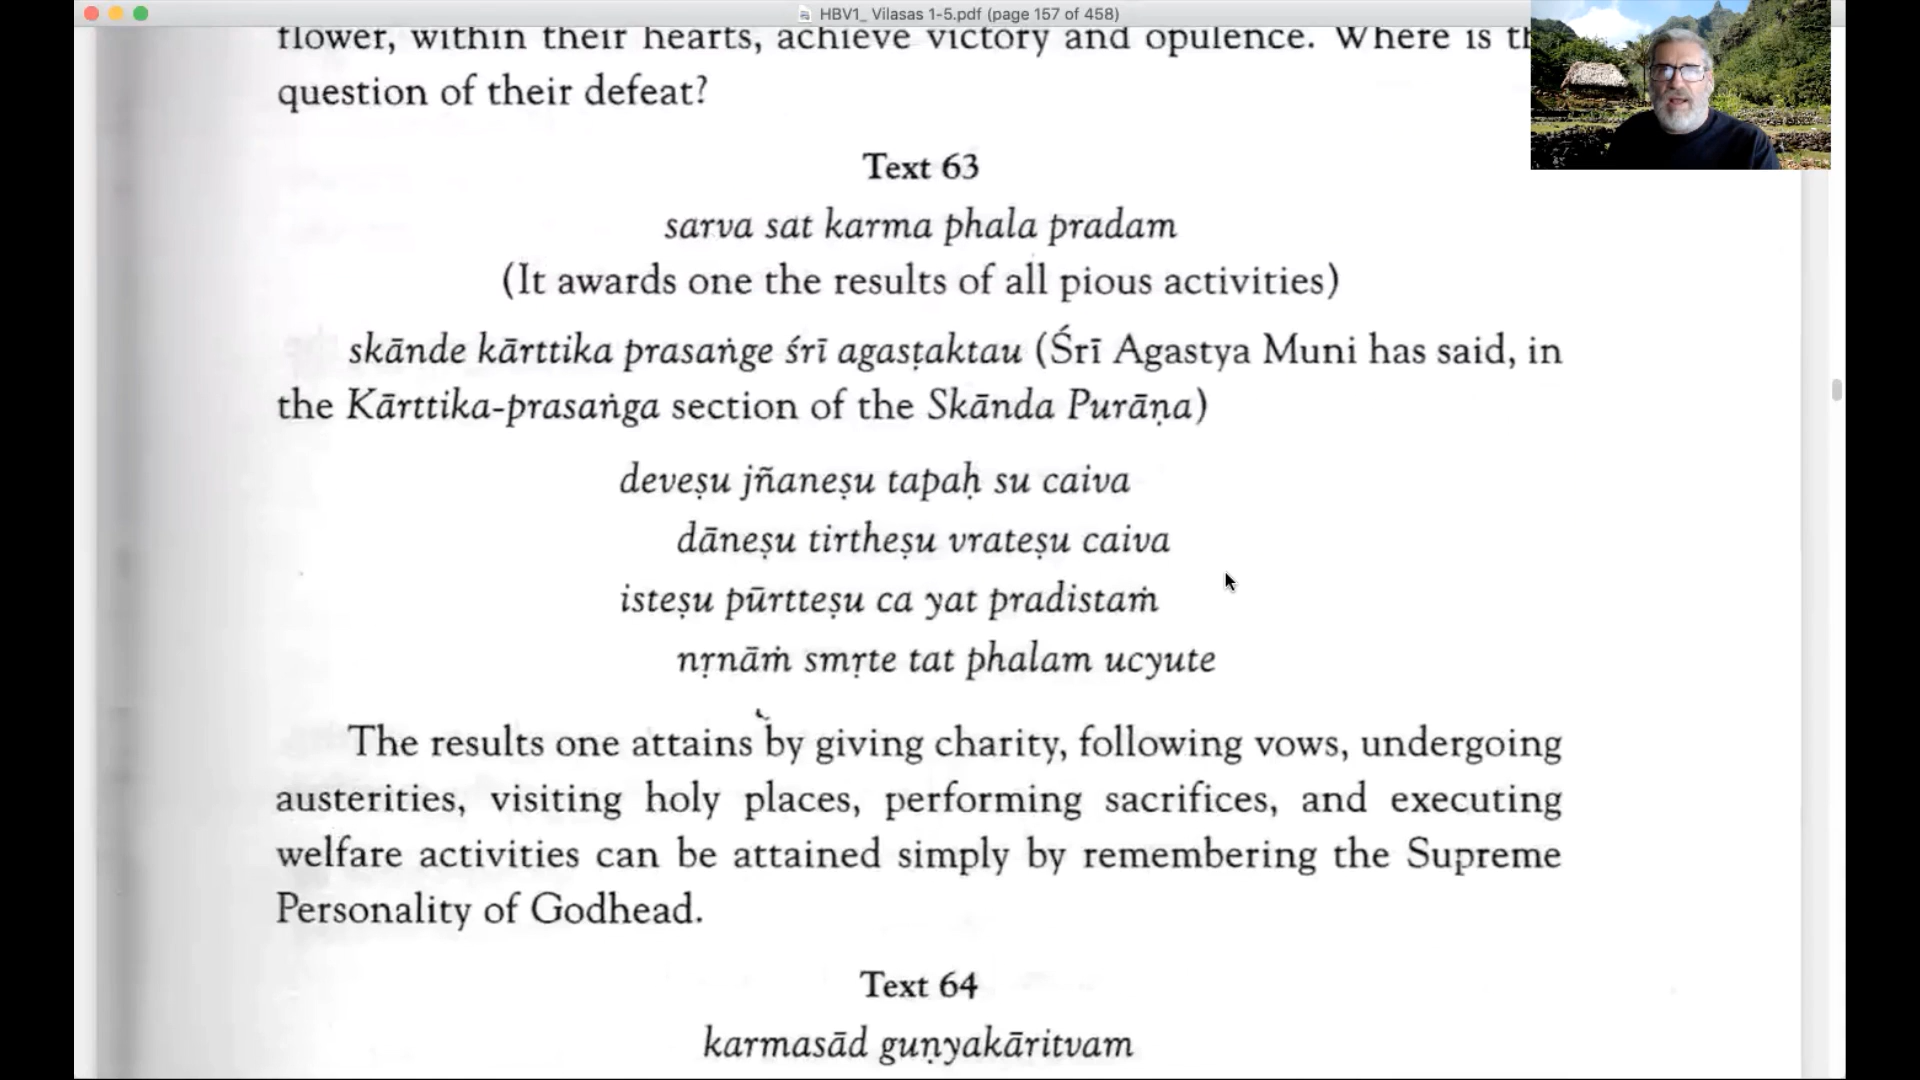 HBV1_ Vilasas 1-5.pdf (page 157 of 458)
flower, within their hearts, achieve victory and opulence. Where is
question of their defeat?
Text 63
sarva sat karma phala pradam
(It awards one the results of all pious activities)
skānde kārttika prasaṅge śrī agasṭaktau (Śrī Agastya Muni has said, in
the Kārttika-prasaṅga section of the Skānda Purāṇa)
deveṣu jñaneṣu tapaḥ su caiva
dāneṣu tirtheṣu vrateṣu caiva
isteṣu pūrtteṣu ca yat pradistaṁ
nṛnāṁ smṛte tat phalam ucyute
The results one attains by giving charity, following vows, undergoing
austerities, visiting holy places, performing sacrifices, and executing
welfare activities can be attained simply by remembering the Supreme
Personality of Godhead.
Text 64
karmasād guṇyakāritvam